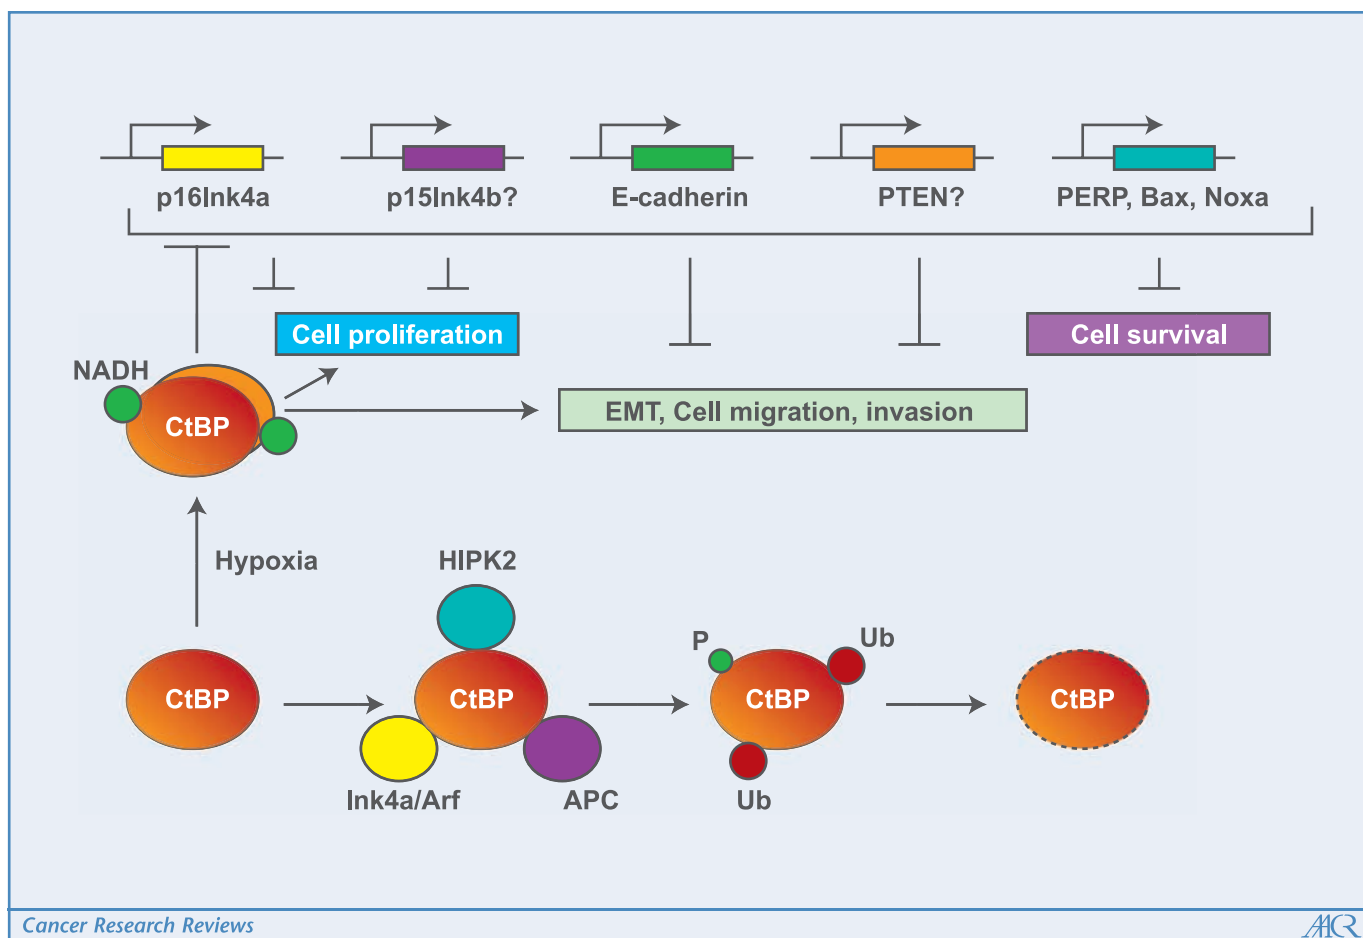 p16Ink4a
p15Ink4b?
E-cadherin
PTEN?
PERP, Bax, Noxa
Cell proliferation
Cell survival
NADH
CtBP
EMT, Cell migration, invasion
Hypoxia
HIPK2
CtBP
CtBP
Ink4a/Arf
APC
P
Ub
CtBP
Ub
CtBP
Cancer Research Reviews
AACR